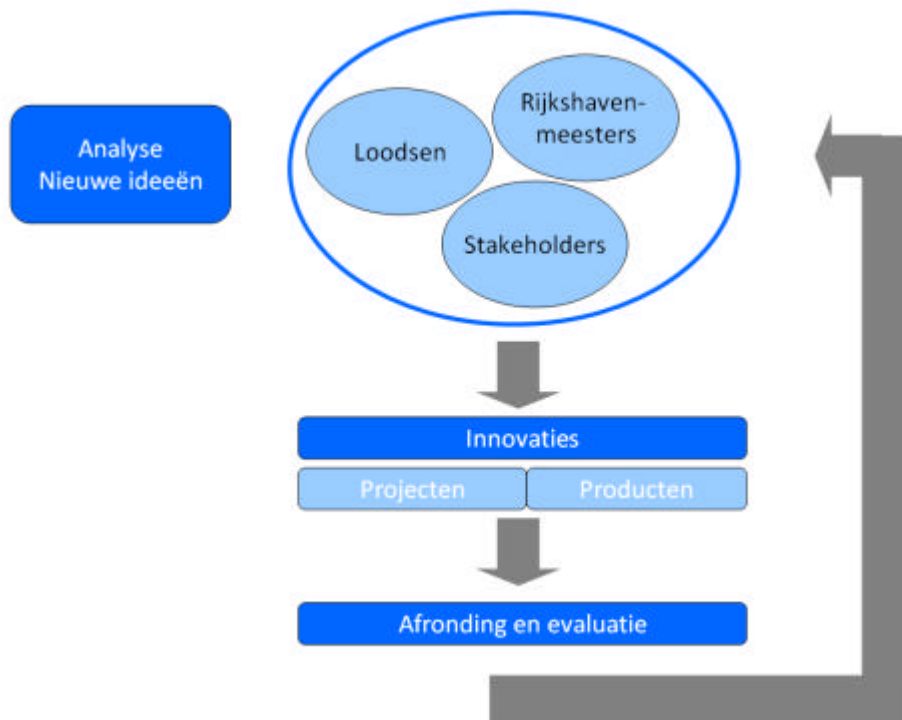 Analyse
Nieuwe ideeën
Loodsen
Rijkshaven-
meesters
Stakeholders
Innovaties
Projecten
Producten
Afronding en evaluatie